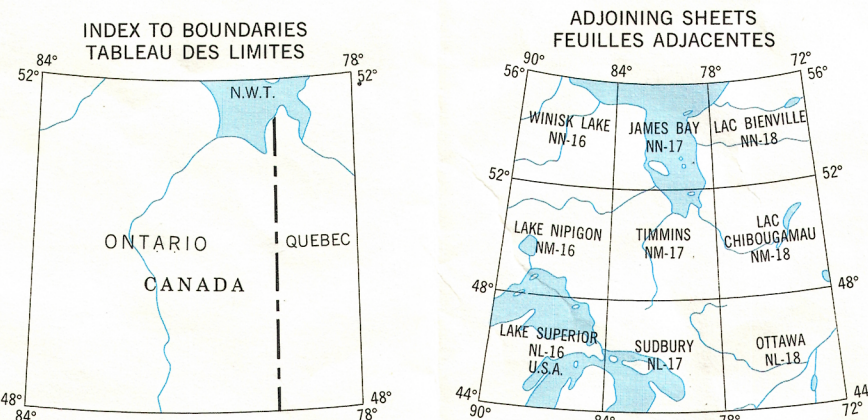 INDEX TO BOUNDARIES
TABLEAU DES LIMITES
84°
78°
52°
52°
N.W.T.
ONTARIO
QUEBEC
CANADA
48°
48°
84°
78°
ADJOINING SHEETS
FEUILLES ADJACENTES
90°
84°
78°
72°
56°
56°
WINISK LAKE
NN-16
JAMES BAY
NN-17
LAC BIENVILLE
NN-18
52°
52°
LAKE NIPIGON
NM-16
TIMMINS
NM-17
LAC
CHIBOUGAMAU
NM-18
48°
48°
LAKE SUPERIOR
NL-16
U.S.A.
SUDBURY
NL-17
OTTAWA
NL-18
44°
44
90°
84°
78°
72°